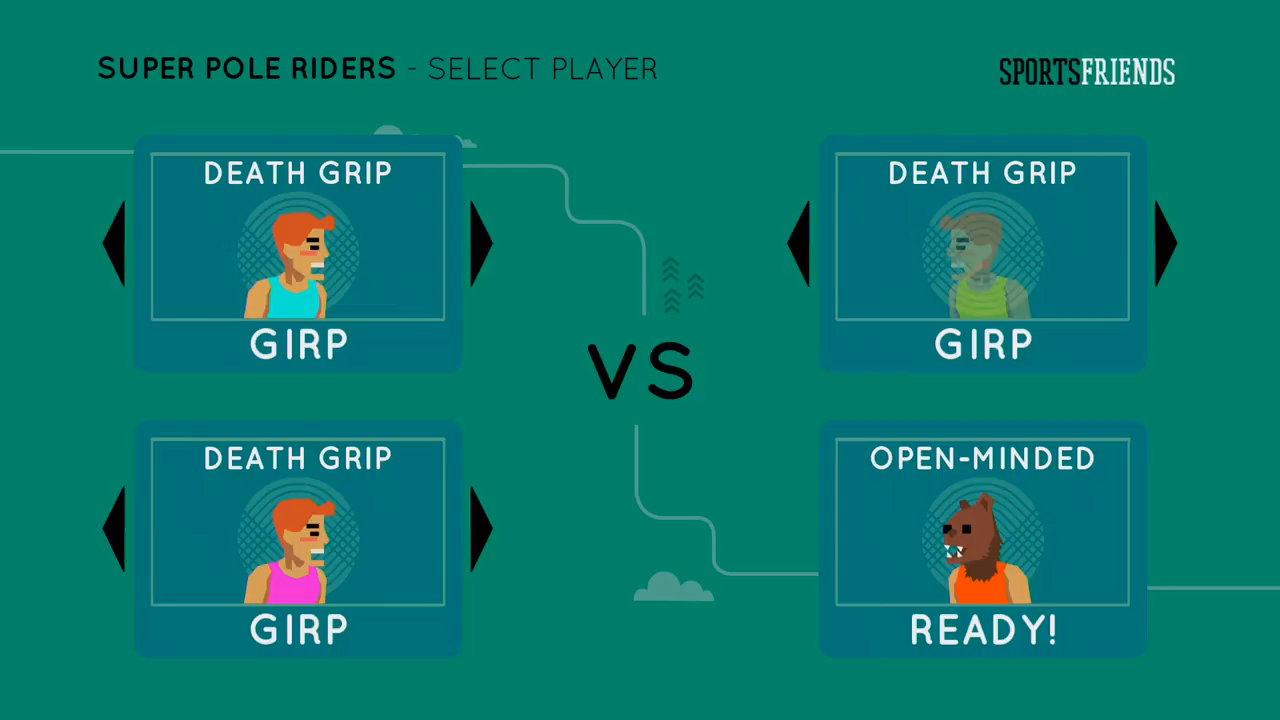 SUPER POLE RIDERS - SELECT PLAYER
SPORTSFRIENDS
DEATH GRIP
GIRP
DEATH GRIP
GIRP
VS
DEATH GRIP
GIRP
OPEN-MINDED
READY!